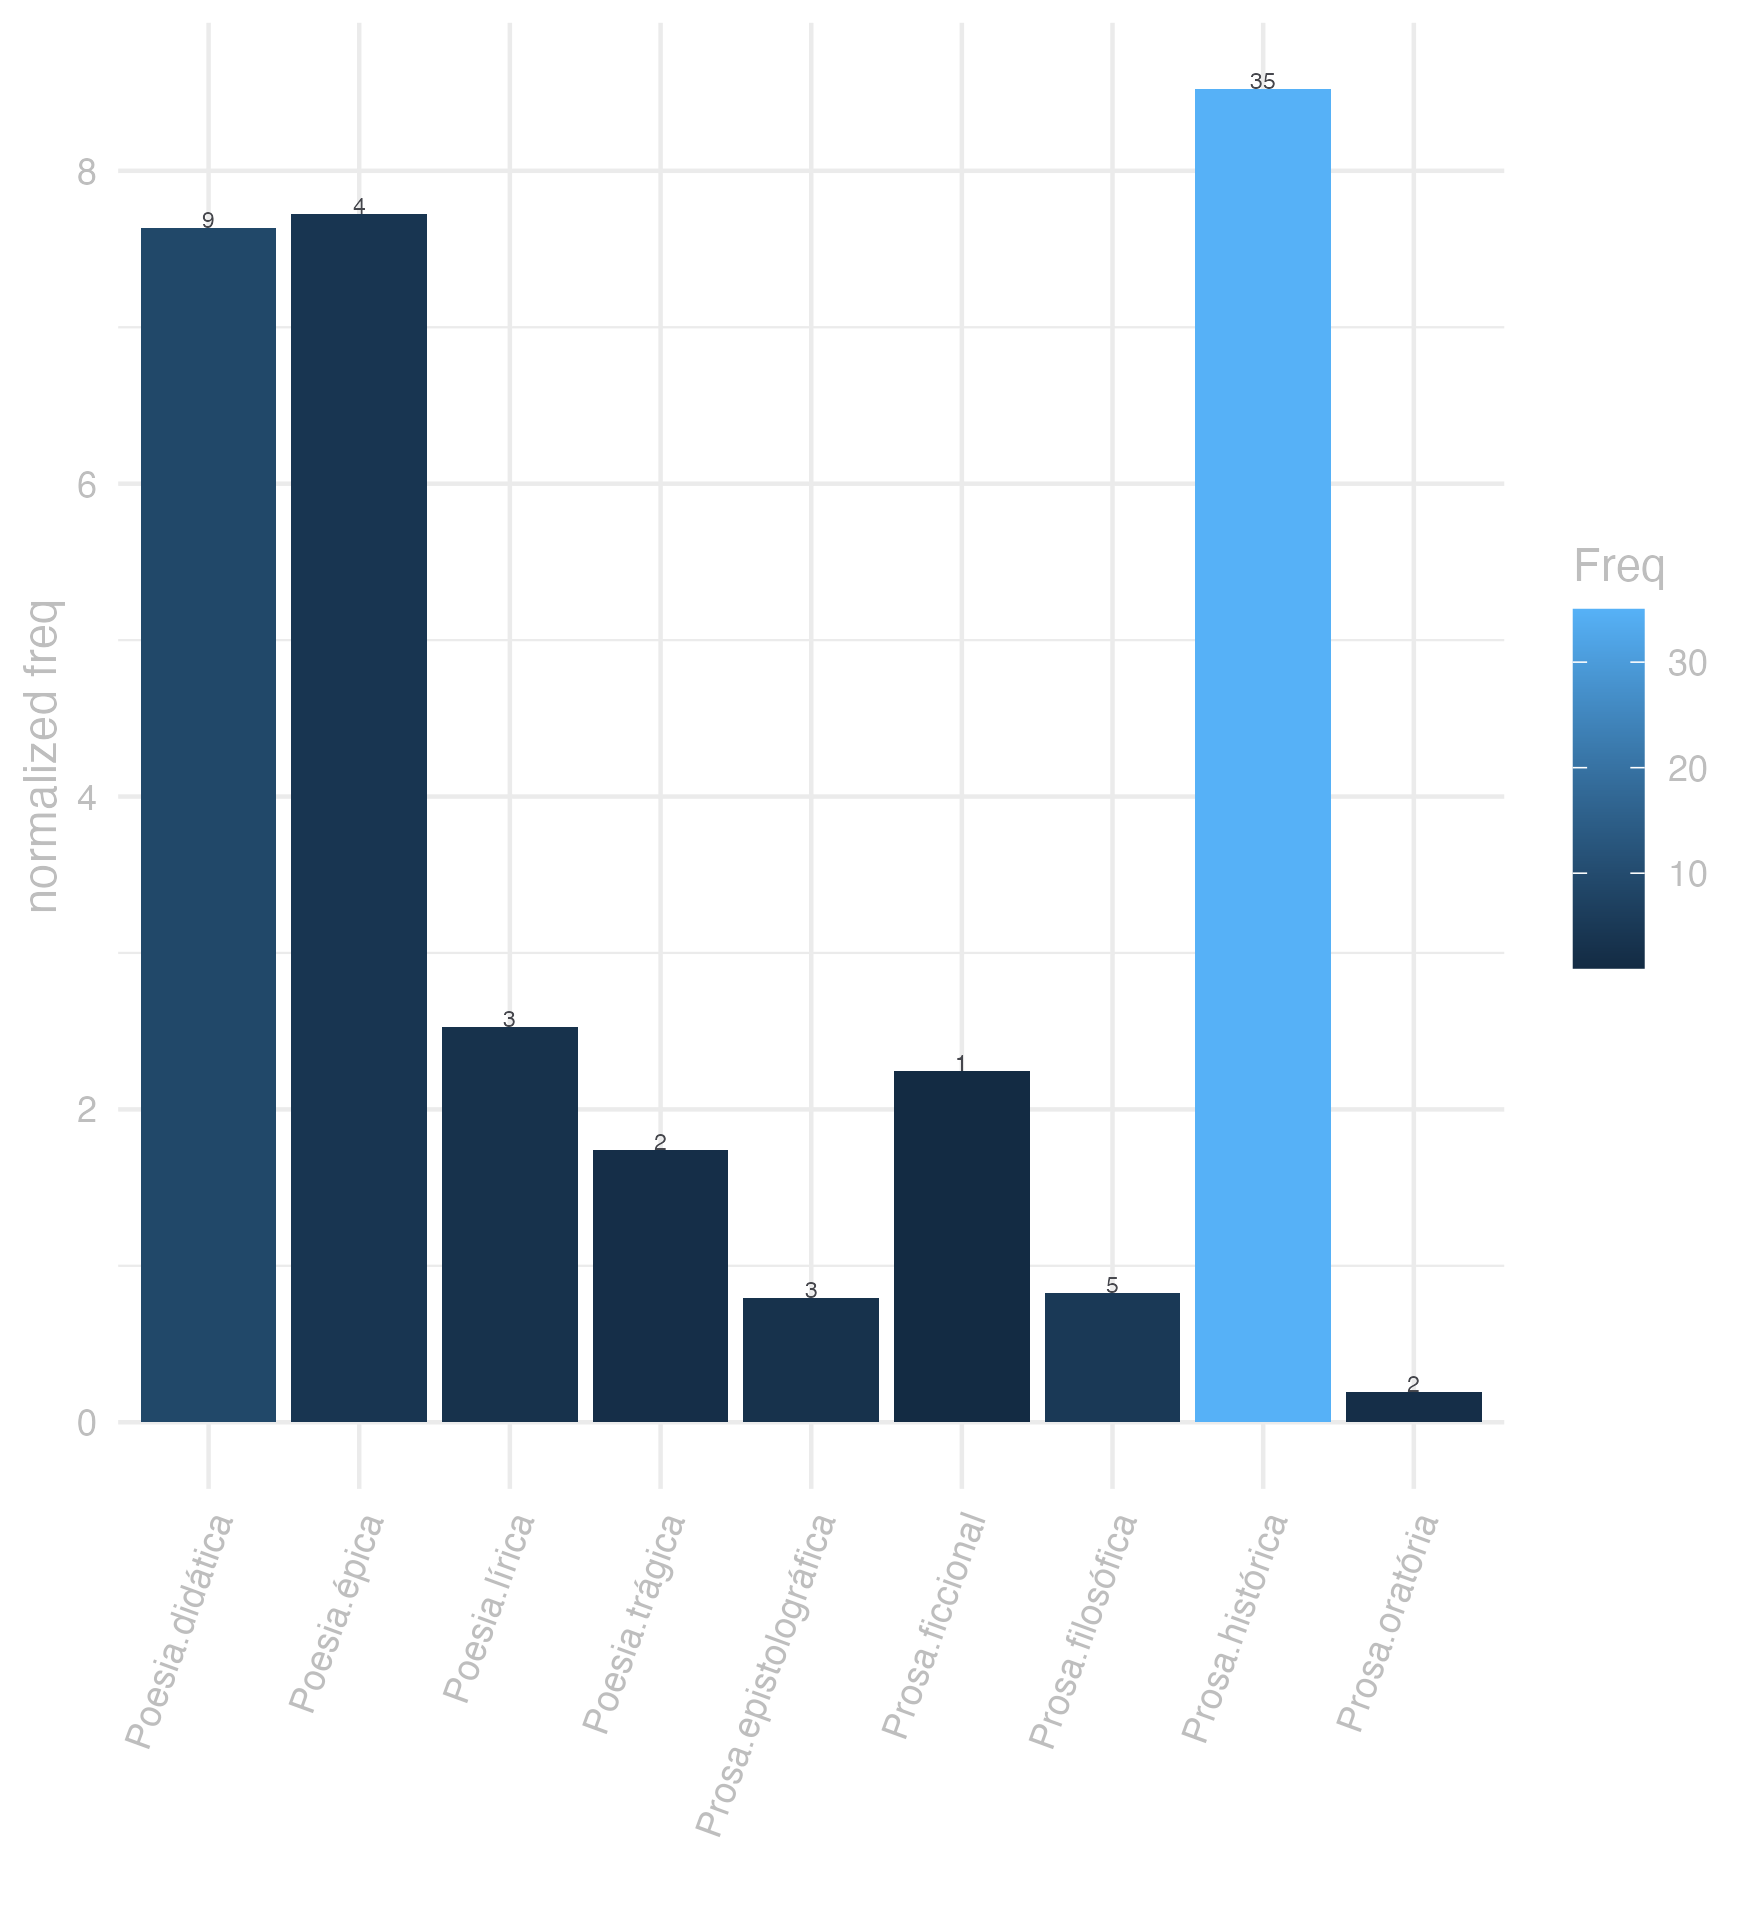 35
9
4
3
2
3
1
5
2
8
6
4
2
0
normalized freq
Poesia.didática
Poesia.épica
Poesia.lírica
Poesia.trágica
Prosa.epistolográfica
Prosa.ficcional
Prosa.filosófica
Prosa.histórica
Prosa.oratória
Freq
30
20
10